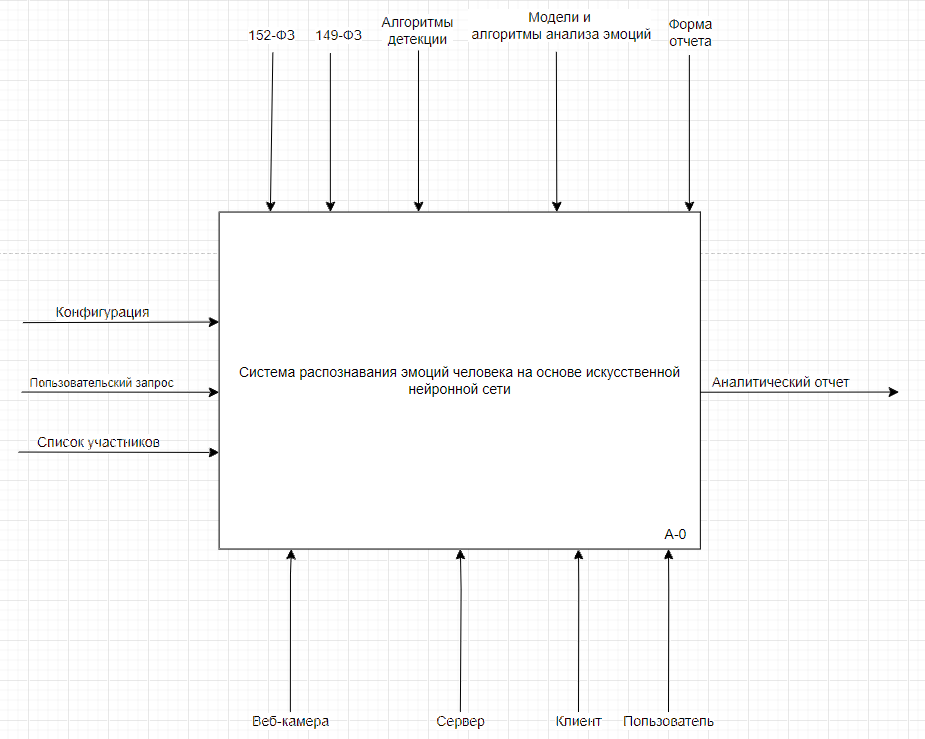 152-ФЗ
149-ФЗ
Алгоритмы
детекции
Модели и
алгоритмы анализа эмоций
Форма
отчета
Конфигурация
Пользовательский запрос
Список участников
Система распознавания эмоций человека на основе искусственной
нейронной сети
Аналитический отчет
А-0
Веб-камера
Сервер
Клиент
Пользователь